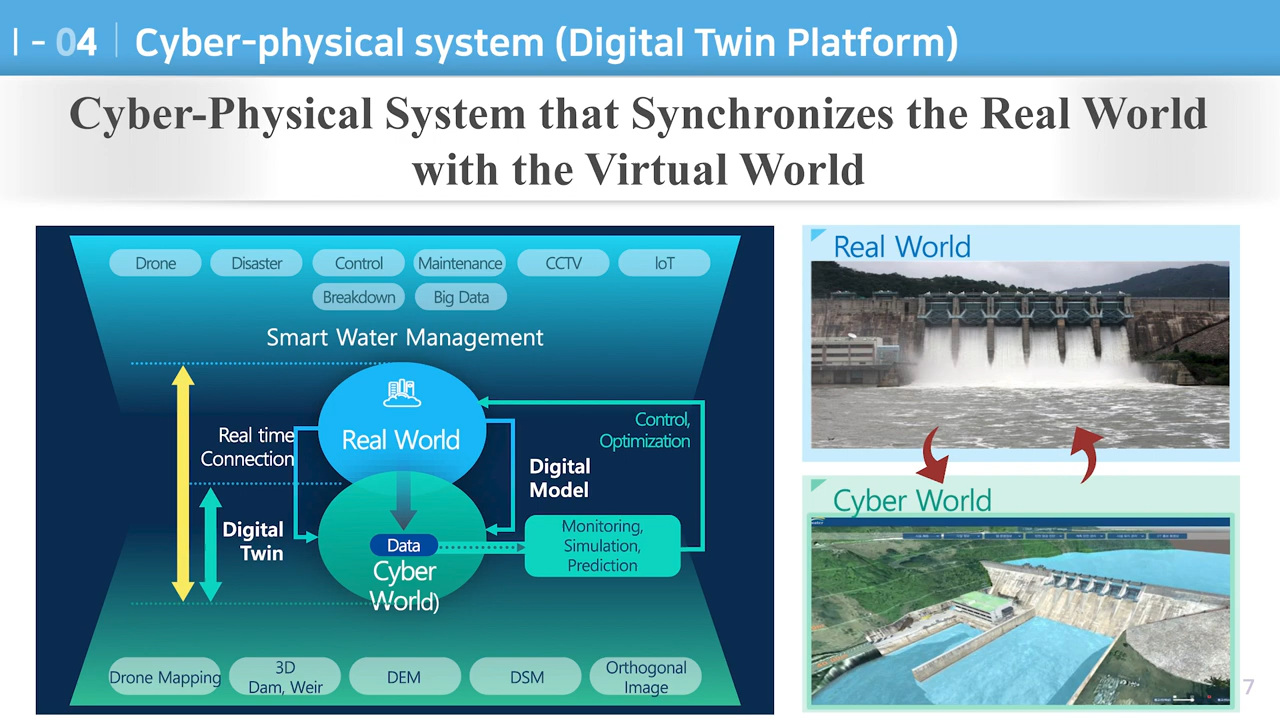 I - 04 Cyber-physical system (Digital Twin Platform)
Cyber-Physical System that Synchronizes the Real World
with the Virtual World
Drone
Disaster
Control
Maintenance
CCTV
IoT
Breakdown
Big Data
Smart Water Management
Real World
Real time
Connection
Digital
Twin
Digital
Model
Control,
Optimization
Data
Cyber
World)
Monitoring,
Simulation,
Prediction
Drone Mapping
3D
Dam, Weir
DEM
DSM
Orthogonal
Image
Real World
Cyber World
7